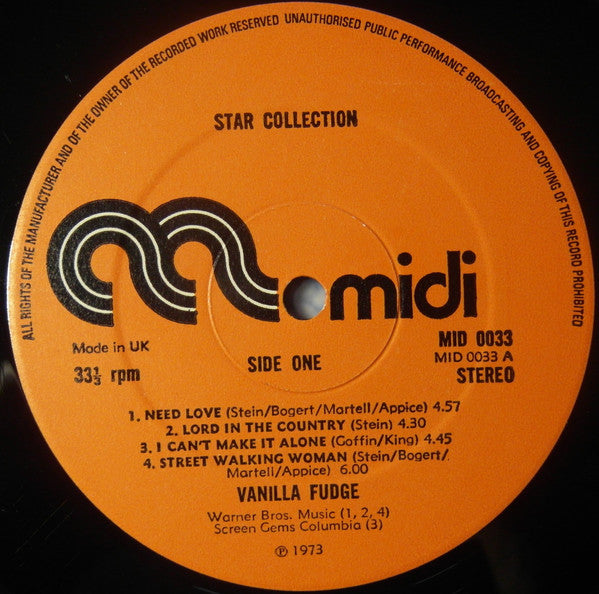 ALL RIGHTS OF THE MANUFACTURER AND OF THE OWNER OF THE RECORDED WORK RESERVED UNAUTHORISED PUBLIC PERFORMANCE BROADCASTING AND COPYING OF THIS RECORD PROHIBITED
STAR COLLECTION
midi
Made in UK
33⅓ rpm
SIDE ONE
MID 0033
MID 0033 A
STEREO
1. NEED LOVE (Stein/Bogert/Martell/Appice) 4.57
2. LORD IN THE COUNTRY (Stein) 4.30
3. I CAN'T MAKE IT ALONE (Goffin/King) 4.45
4. STREET WALKING WOMAN (Stein/Bogert/
Martell/Appice) 6.00
VANILLA FUDGE
Warner Bros. Music (1, 2, 4)
Screen Gems Columbia (3)
℗ 1973